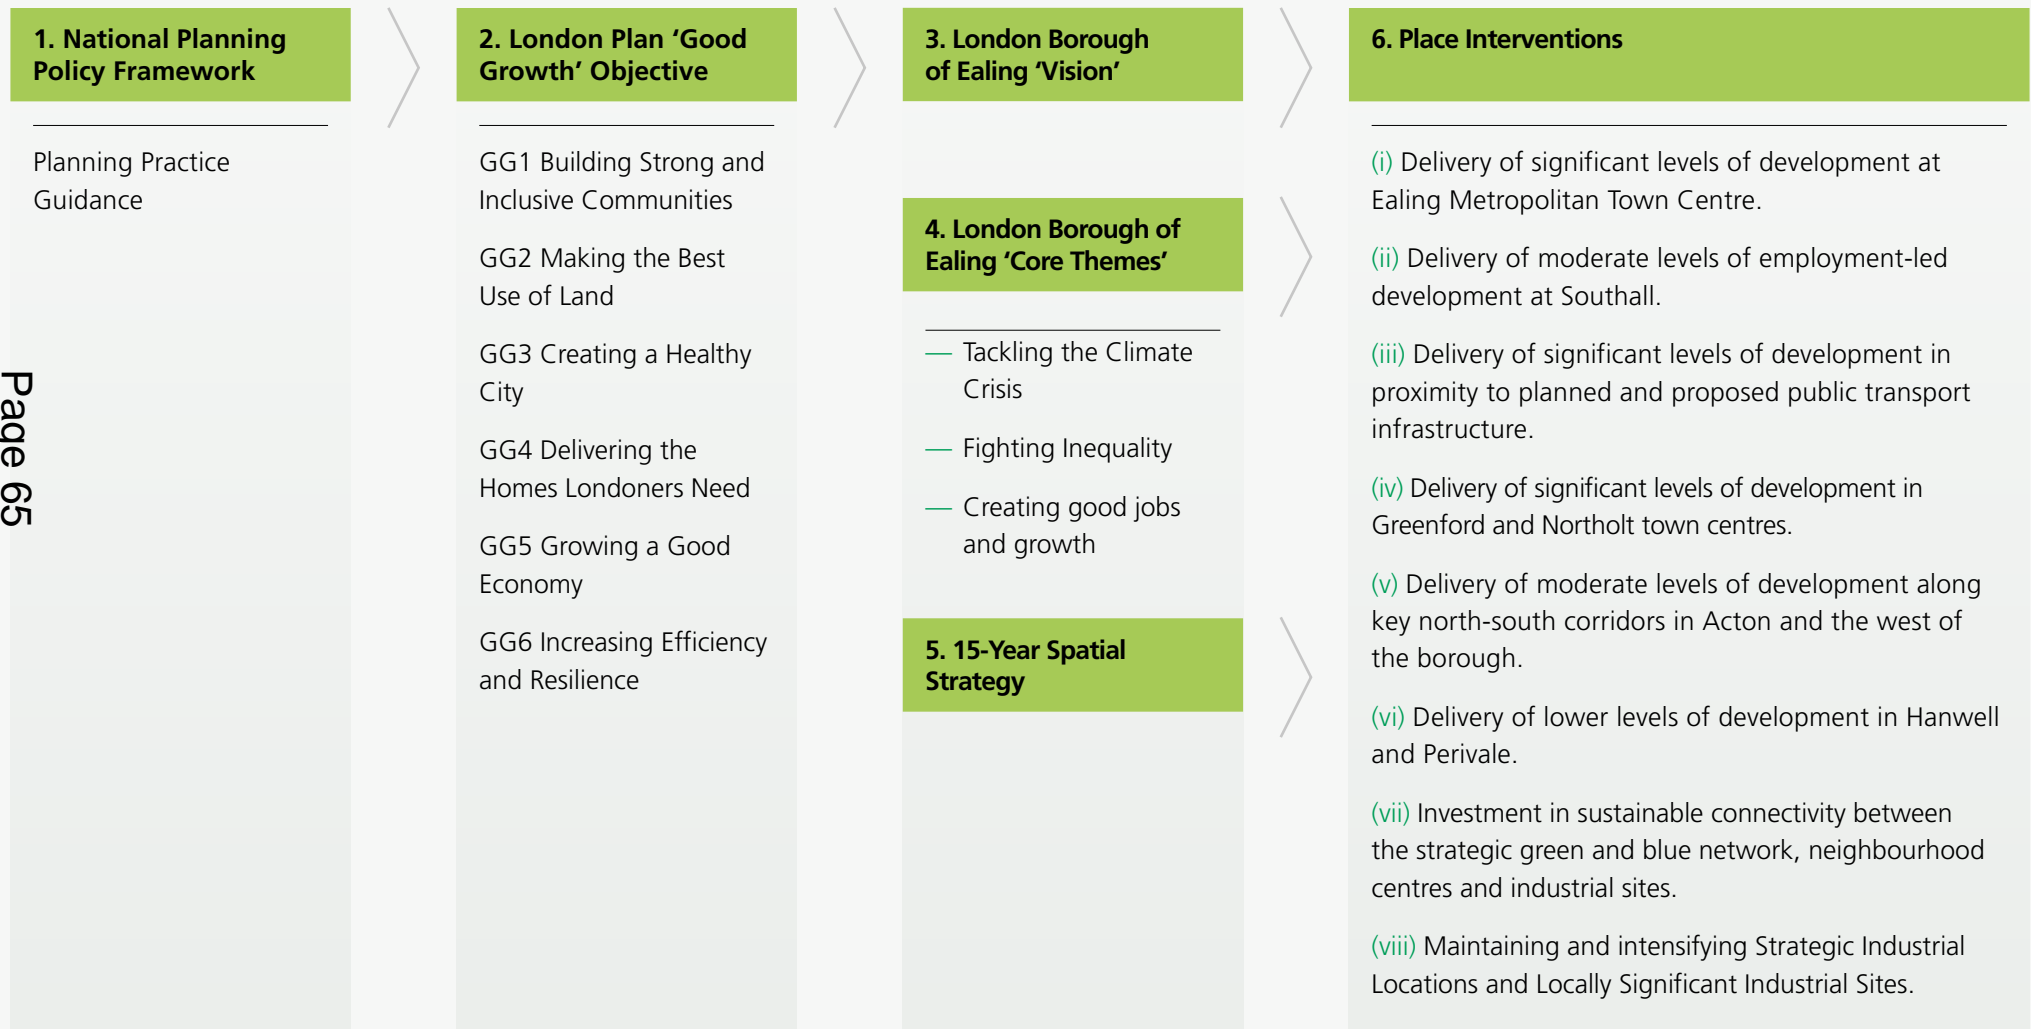 1. National Planning
Policy Framework
Planning Practice
Guidance
2. London Plan ‘Good
Growth’ Objective
GG1 Building Strong and
Inclusive Communities
GG2 Making the Best
Use of Land
GG3 Creating a Healthy
City
GG4 Delivering the
Homes Londoners Need
GG5 Growing a Good
Economy
GG6 Increasing Efficiency
and Resilience
3. London Borough
of Ealing ‘Vision’
4. London Borough of
Ealing ‘Core Themes’
— Tackling the Climate
Crisis
— Fighting Inequality
— Creating good jobs
and growth
5. 15-Year Spatial
Strategy
6. Place Interventions
(i) Delivery of significant levels of development at
Ealing Metropolitan Town Centre.
(ii) Delivery of moderate levels of employment-led
development at Southall.
(iii) Delivery of significant levels of development in
proximity to planned and proposed public transport
infrastructure.
(iv) Delivery of significant levels of development in
Greenford and Northolt town centres.
(v) Delivery of moderate levels of development along
key north-south corridors in Acton and the west of
the borough.
(vi) Delivery of lower levels of development in Hanwell
and Perivale.
(vii) Investment in sustainable connectivity between
the strategic green and blue network, neighbourhood
centres and industrial sites.
(viii) Maintaining and intensifying Strategic Industrial
Locations and Locally Significant Industrial Sites.
Page 65